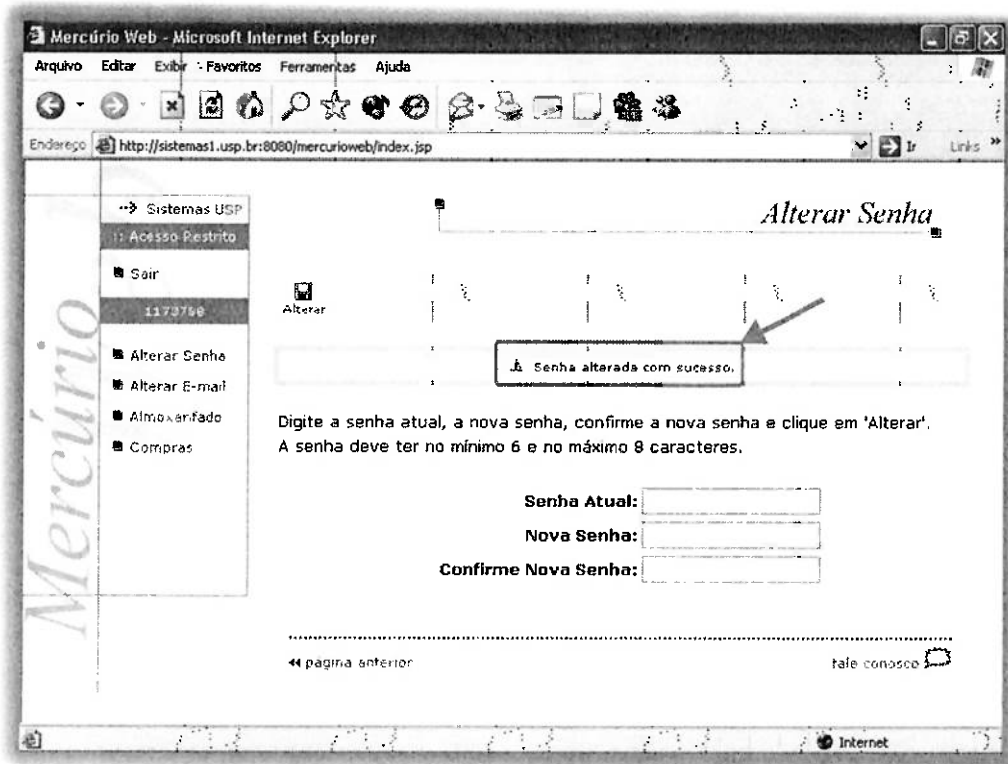 Mercúrio Web - Microsoft Internet Explorer
Arquivo Editar Exibir Favoritos Ferramentas Ajuda
Endereço http://sistemas1.usp.br:8080/mercurioweb/index.jsp Ir Links »
Sistemas USP
Alterar Senha
:: Acesso Restrito
Sair
Alterar
Senha alterada com sucesso.
Alterar Senha
Alterar E-mail
Almoxarifado
Compras
Mercúrio
Digite a senha atual, a nova senha, confirme a nova senha e clique em 'Alterar'.
A senha deve ter no mínimo 6 e no máximo 8 caracteres.
Senha Atual:
Nova Senha:
Confirme Nova Senha:
página anterior
fale conosco
Internet